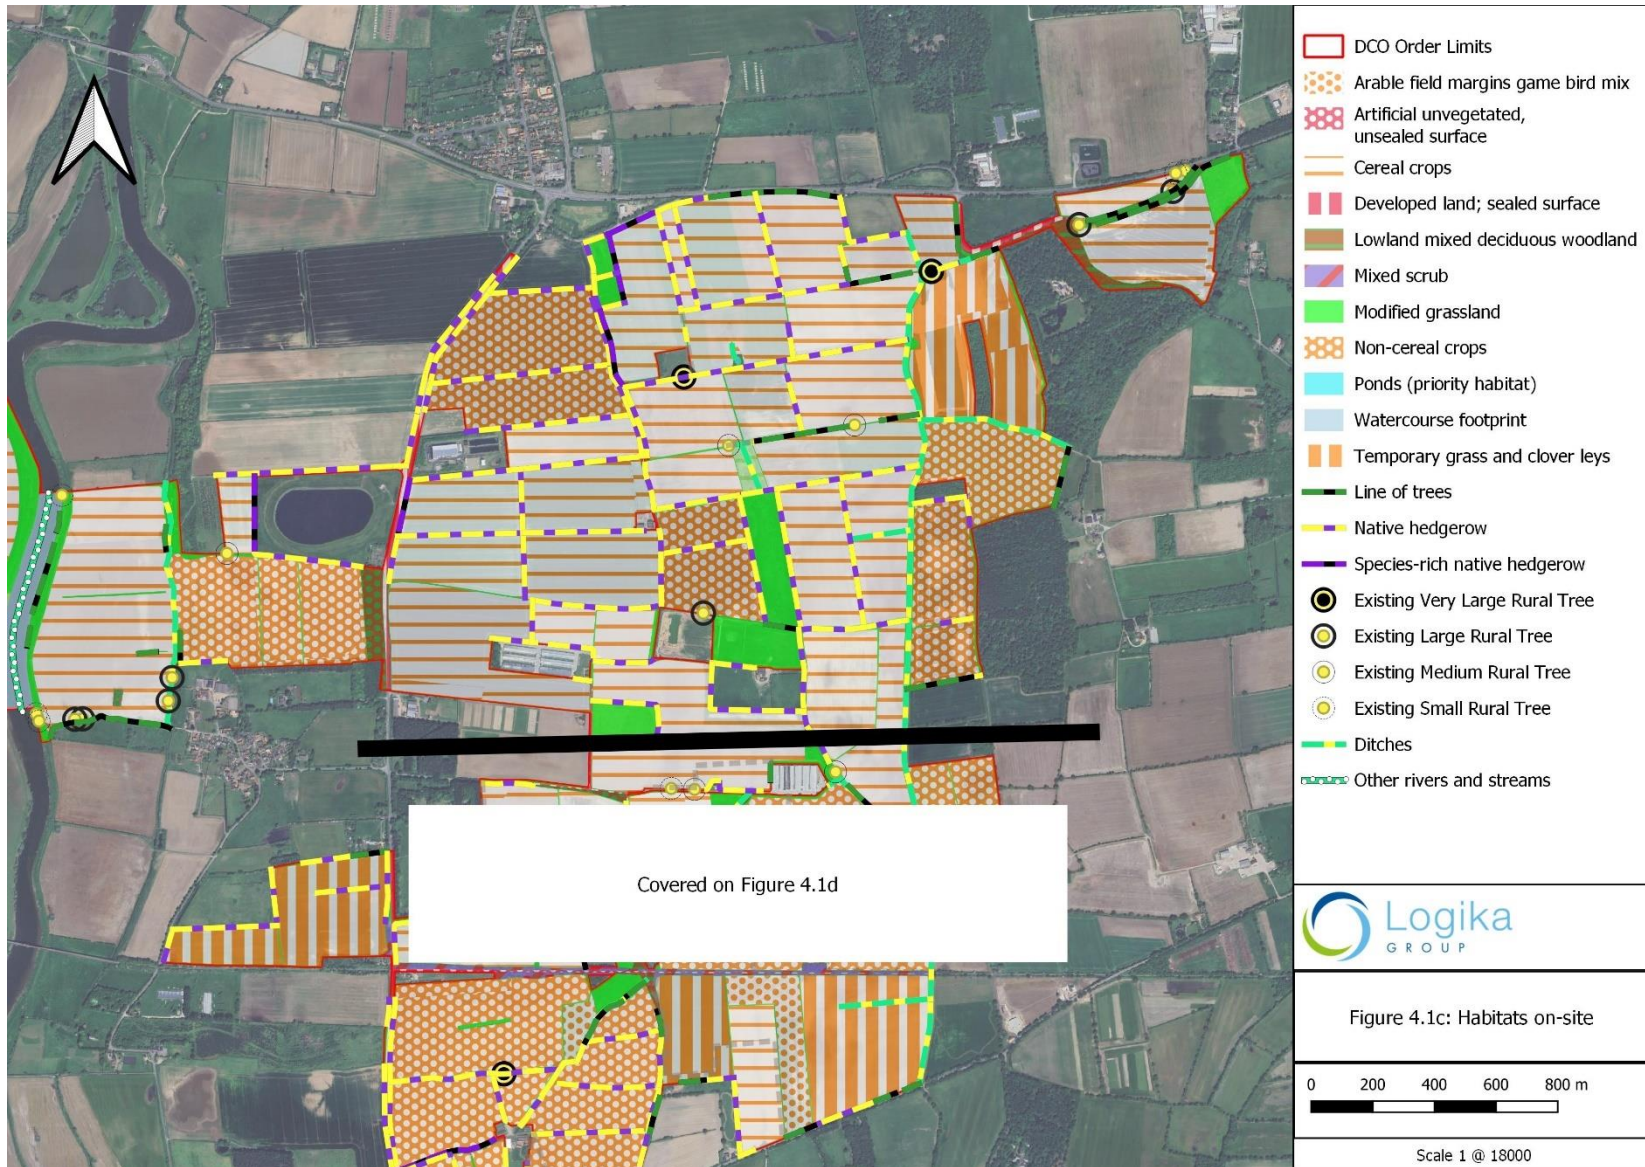 DCO Order Limits
Arable field margins game bird mix
Artificial unvegetated,
unsealed surface
Cereal crops
Developed land; sealed surface
Lowland mixed deciduous woodland
Mixed scrub
Modified grassland
Non-cereal crops
Ponds (priority habitat)
Watercourse footprint
Temporary grass and clover leys
Line of trees
Native hedgerow
Species-rich native hedgerow
Existing Very Large Rural Tree
Existing Large Rural Tree
Existing Medium Rural Tree
Existing Small Rural Tree
Ditches
Other rivers and streams
Covered on Figure 4.1d
Logika
GROUP
Figure 4.1c: Habitats on-site
0 200 400 600 800 m
Scale 1 @ 18000